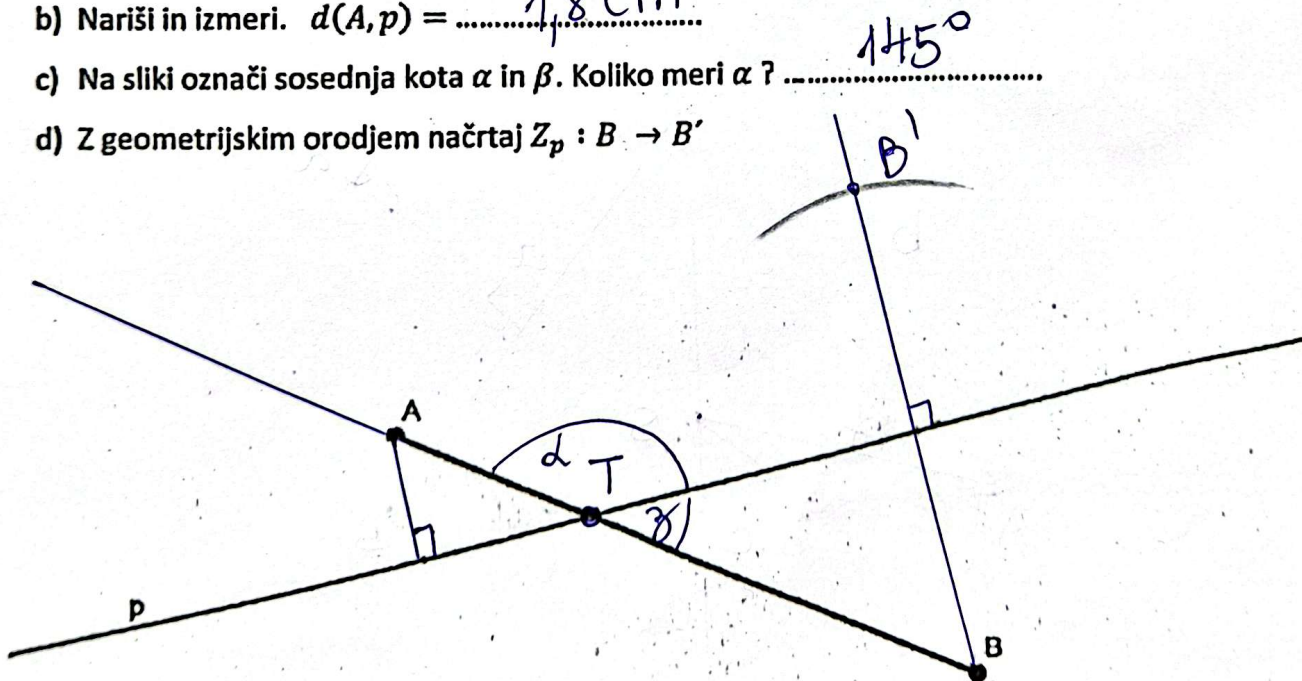 b) Nariši in izmeri. d(A,p) = 1,8 cm
c) Na sliki označi sosednja kota α in β. Koliko meri α ? 145°
d) Z geometrijskim orodjem načrtaj Zₚ : B → B′
B'
A
α T
β
p
B